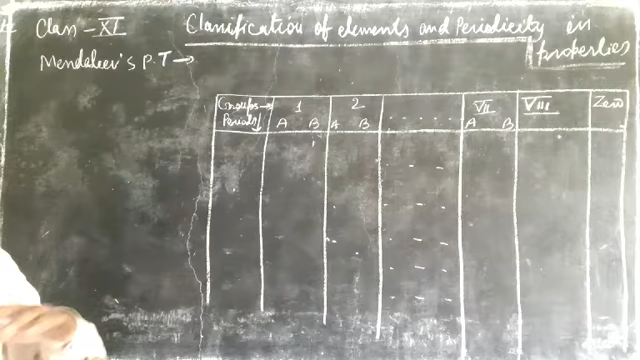 Class - XI
Classification of elements and Periodicity in
properties
Mendeleev's P.T →
Groups → 1 2 . . . . . VII VIII Zero
Periods ↓ A B A B . . . . . A B